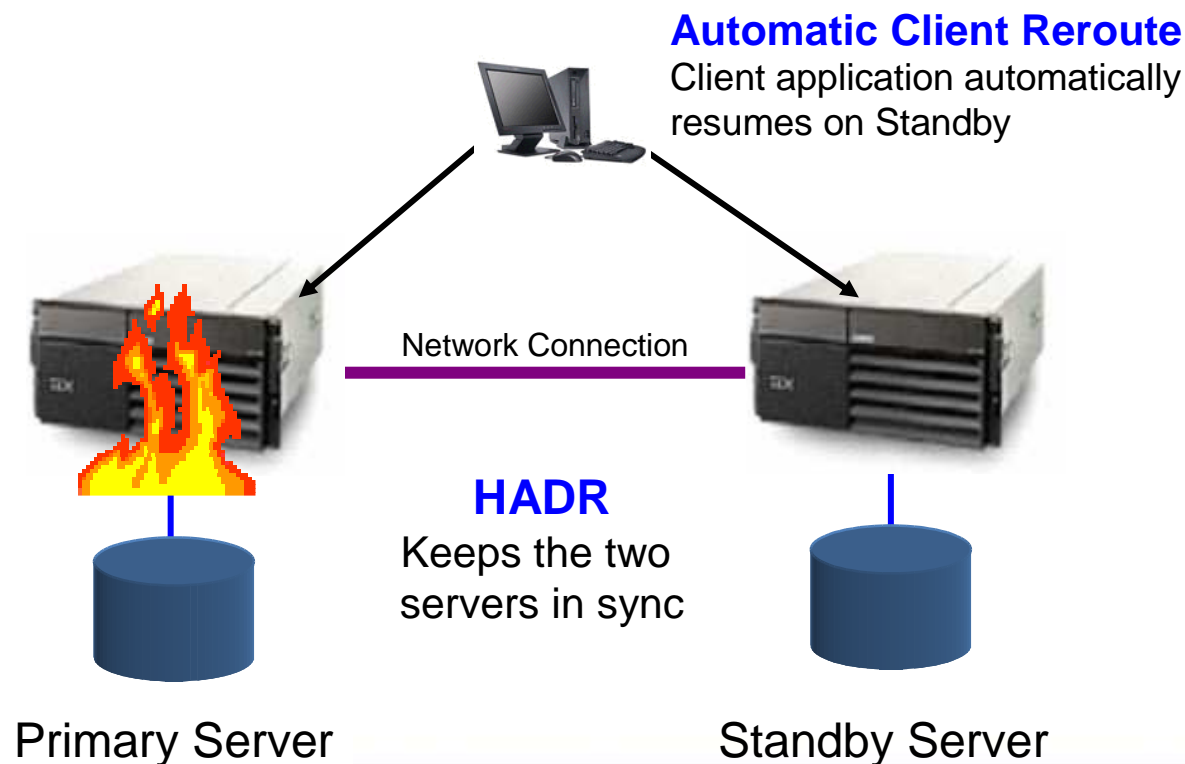 Automatic Client Reroute
Client application automatically
resumes on Standby
Network Connection
HADR
Keeps the two
servers in sync
Primary Server
Standby Server